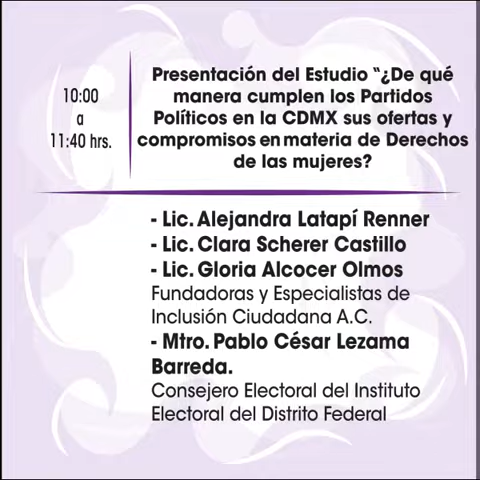 10:00
a
11:40 hrs.
Presentación del Estudio "¿De qué
manera cumplen los Partidos
Políticos en la CDMX sus ofertas y
compromisos en materia de Derechos
de las mujeres?
- Lic. Alejandra Latapí Renner
- Lic. Clara Scherer Castillo
- Lic. Gloria Alcocer Olmos
Fundadoras y Especialistas de
Inclusión Ciudadana A.C.
- Mtro. Pablo César Lezama
Barreda.
Consejero Electoral del Instituto
Electoral del Distrito Federal